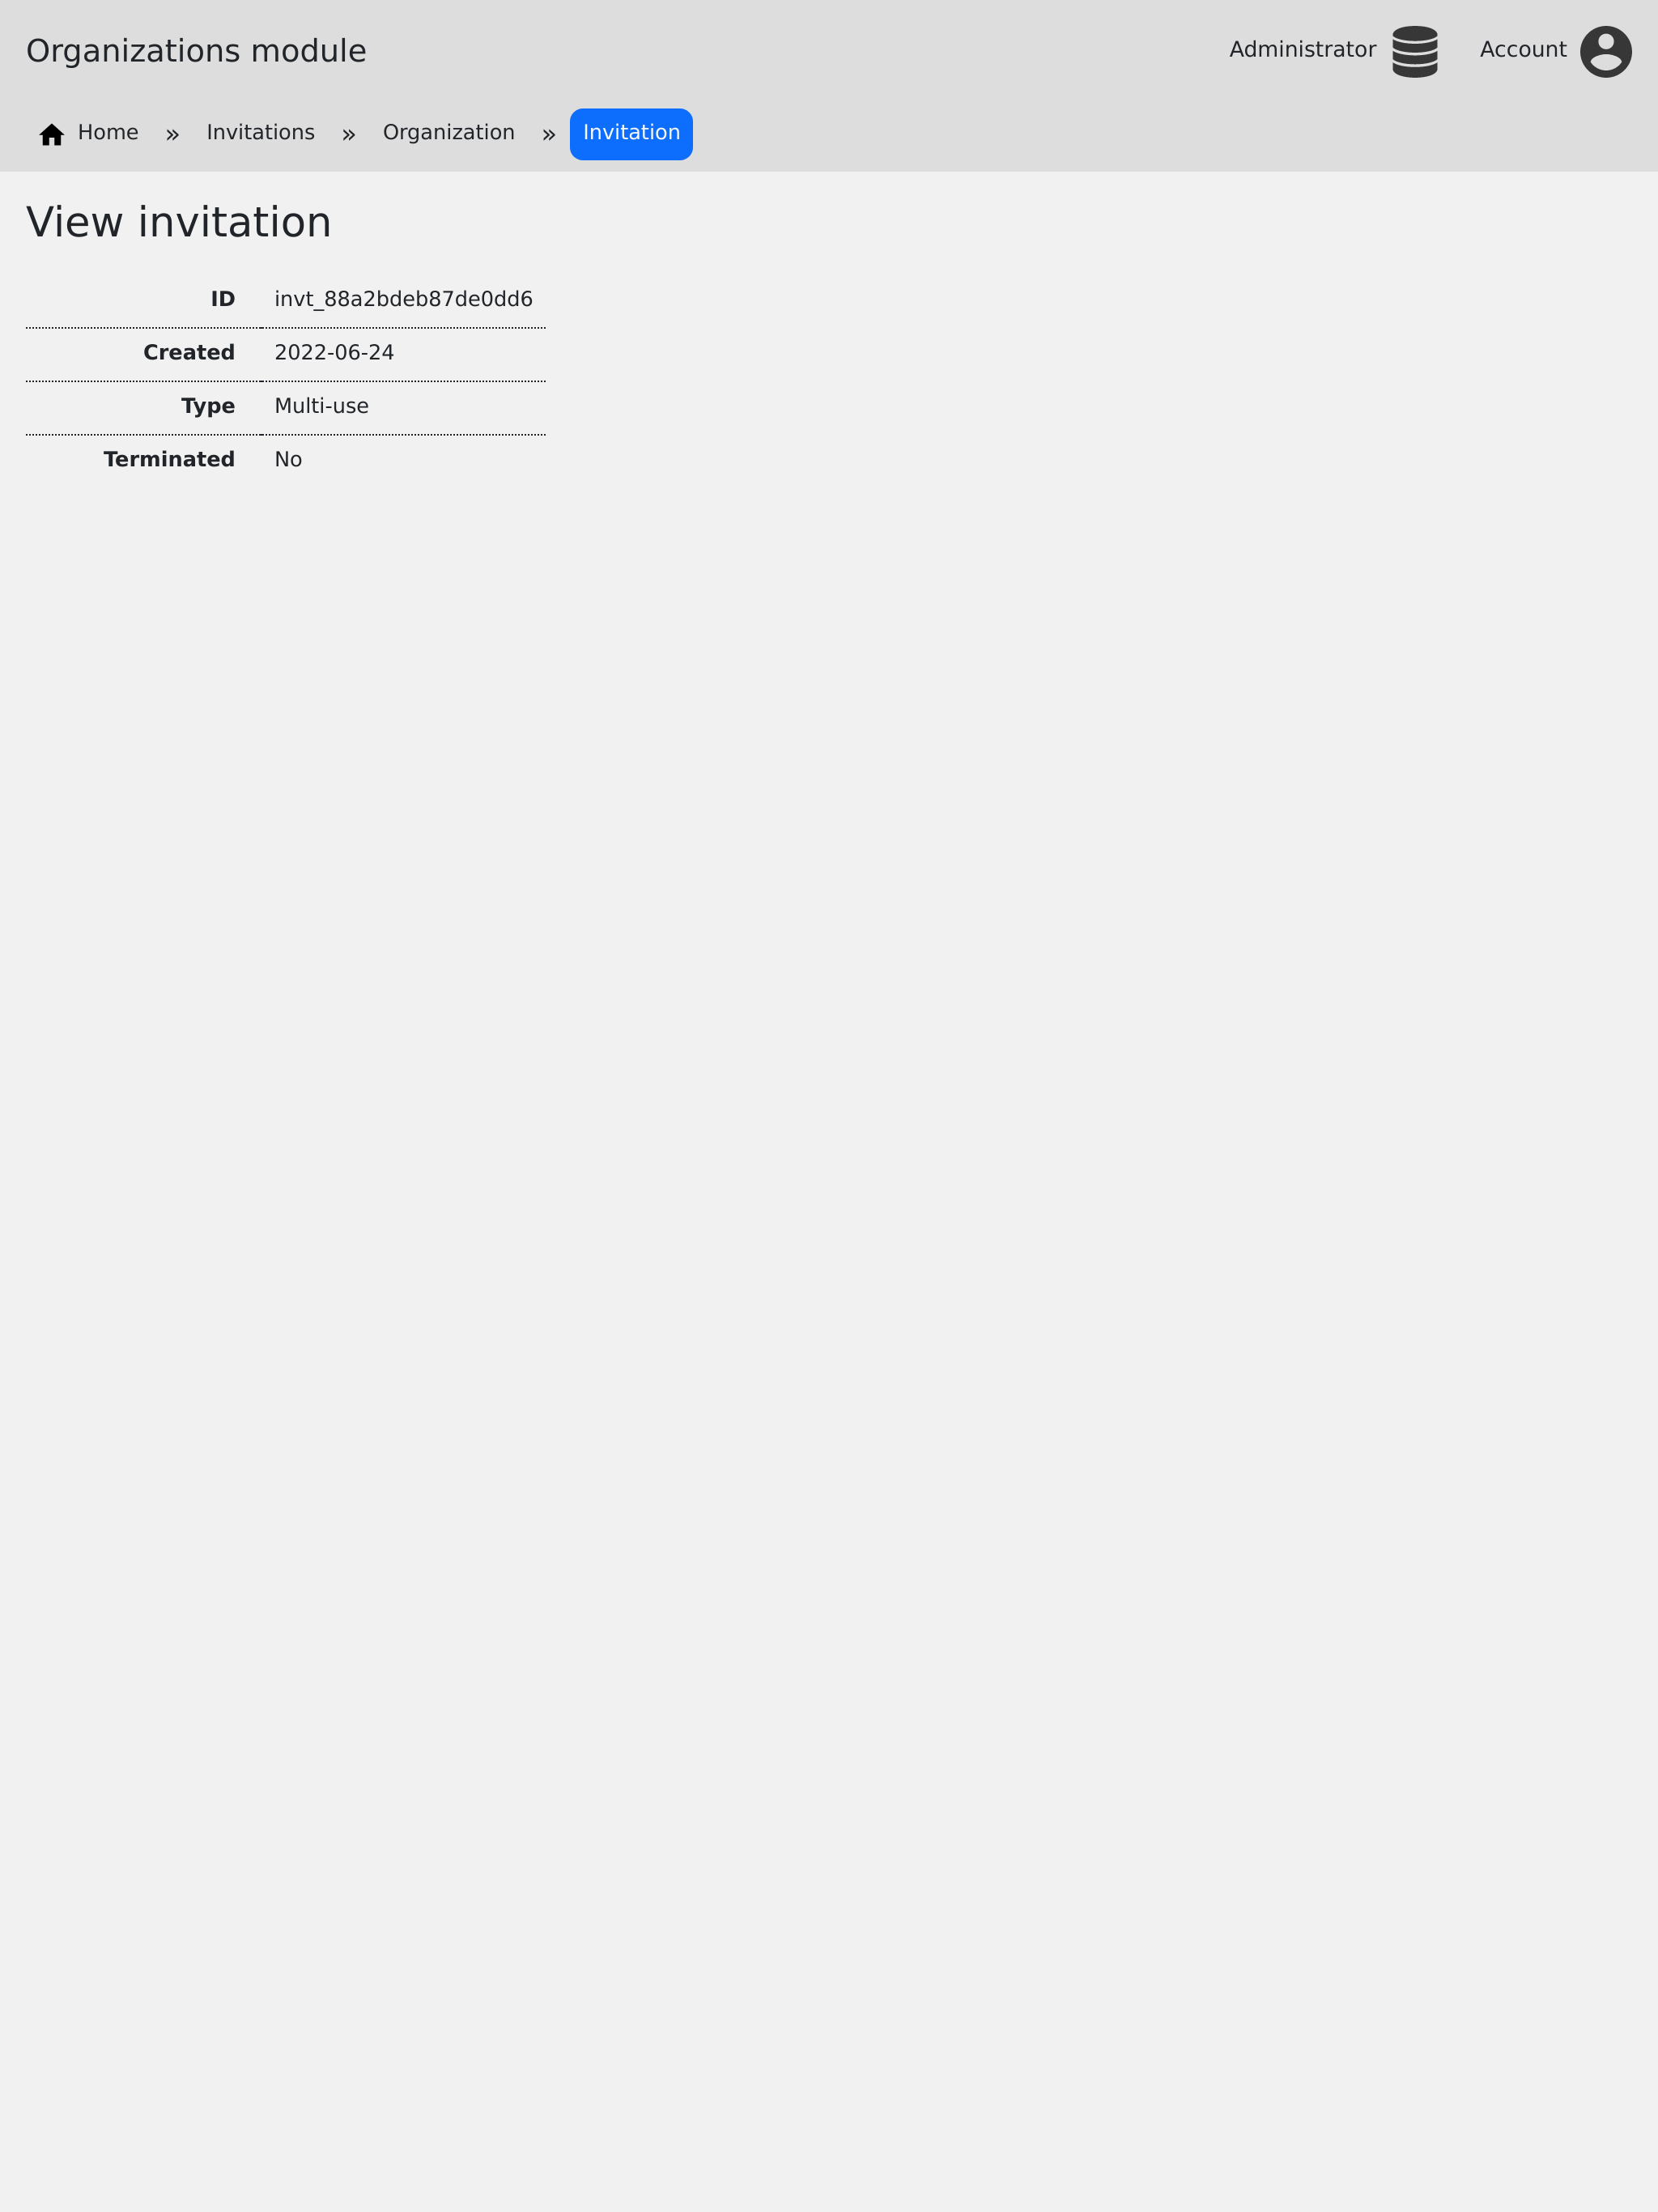 Organizations module
Administrator
Account
Home » Invitations » Organization » Invitation
View invitation
ID invt_88a2bdeb87de0dd6
Created 2022-06-24
Type Multi-use
Terminated No